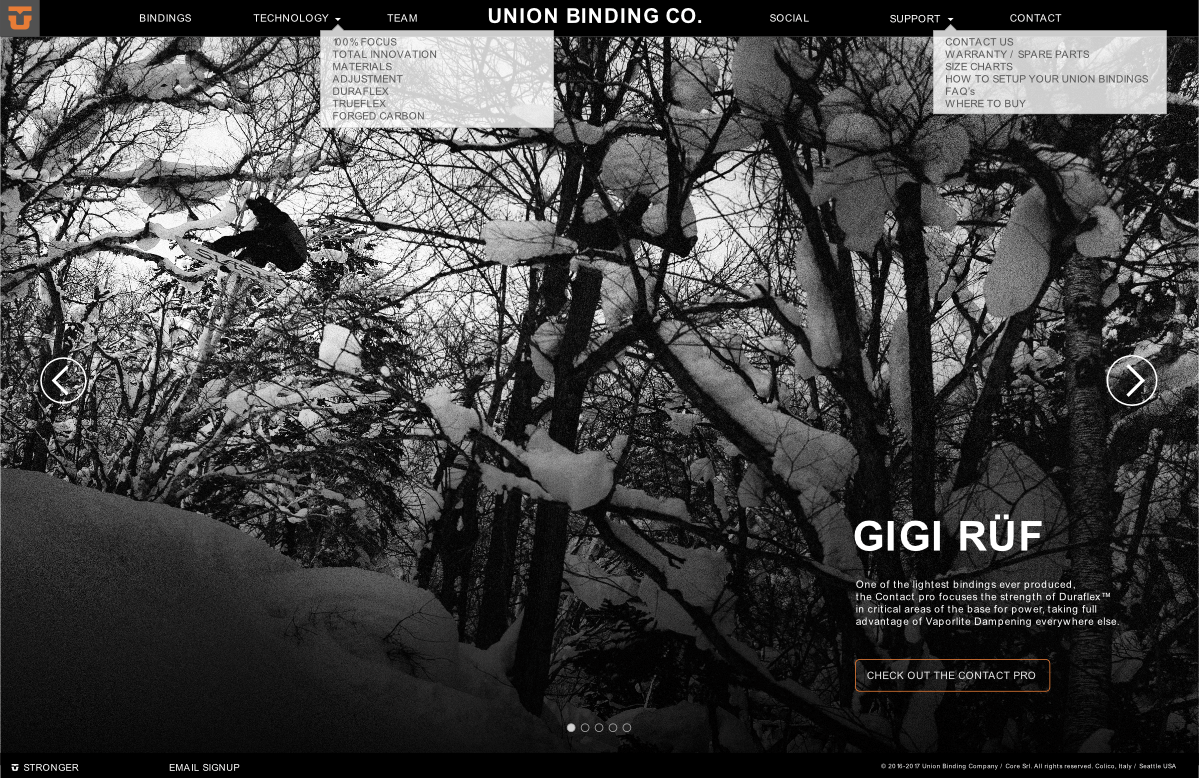 BINDINGS
TECHNOLOGY
TEAM
UNION BINDING CO.
SOCIAL
SUPPORT
CONTACT
100% FOCUS
TOTAL INNOVATION
MATERIALS
ADJUSTMENT
DURAFLEX
TRUEFLEX
FORGED CARBON
CONTACT US
WARRANTY / SPARE PARTS
SIZE CHARTS
HOW TO SETUP YOUR UNION BINDINGS
FAQ's
WHERE TO BUY
GIGI RÜF
One of the lightest bindings ever produced,
the Contact pro focuses the strength of Duraflex™
in critical areas of the base for power, taking full
advantage of Vaporlite Dampening everywhere else.
CHECK OUT THE CONTACT PRO
STRONGER
EMAIL SIGNUP
© 2016-2017 Union Binding Company / Core Srl. All rights reserved. Colico, Italy / Seattle USA